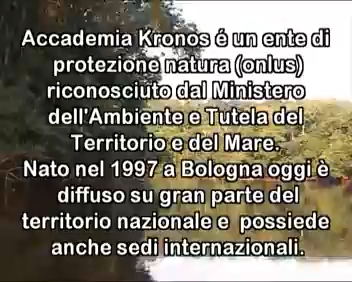 Accademia Kronos é un ente di
protezione natura (onlus)
riconosciuto dal Ministero
dell'Ambiente e Tutela del
Territorio e del Mare.
Nato nel 1997 a Bologna oggi è
diffuso su gran parte del
territorio nazionale e possiede
anche sedi internazionali.